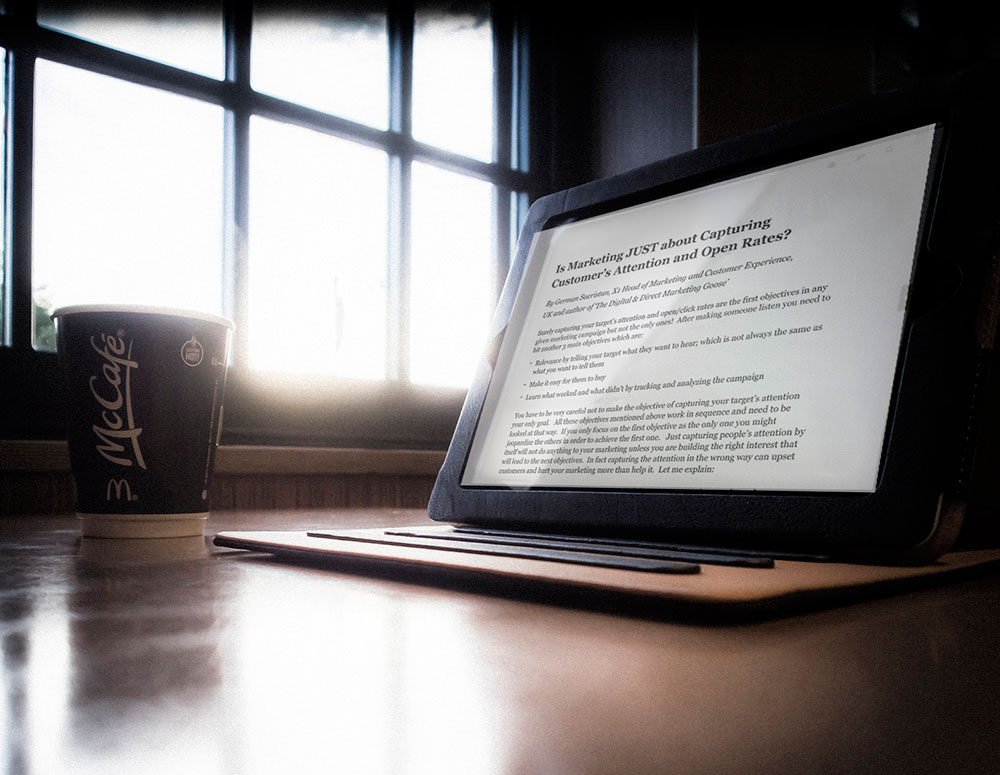 McCafé®
3
Is Marketing JUST about Capturing
Customer's Attention and Open Rates?
By German Sacristan, X1 Head of Marketing and Customer Experience,
UK and author of 'The Digital & Direct Marketing Goose'
Surely capturing your target's attention and open/click rates are the first objectives in any
given marketing campaign but not the only ones! After making someone listen you need to
hit another 3 main objectives which are:
- Relevance by telling your target what they want to hear; which is not always the same as
what you want to tell them
- Make it easy for them to buy
- Learn what worked and what didn't by tracking and analyzing the campaign
You have to be very careful not to make the objective of capturing your target's attention
your only goal. All these objectives mentioned above work in sequence and need to be
looked at that way. If you only focus on the first objective as the only one you might
jeopardize the others in order to achieve the first one. Just capturing people's attention by
itself will not do anything to your marketing unless you are building the right interest that
will lead to the next objectives. In fact capturing the attention in the wrong way can upset
customers and hurt your marketing more than help it. Let me explain: